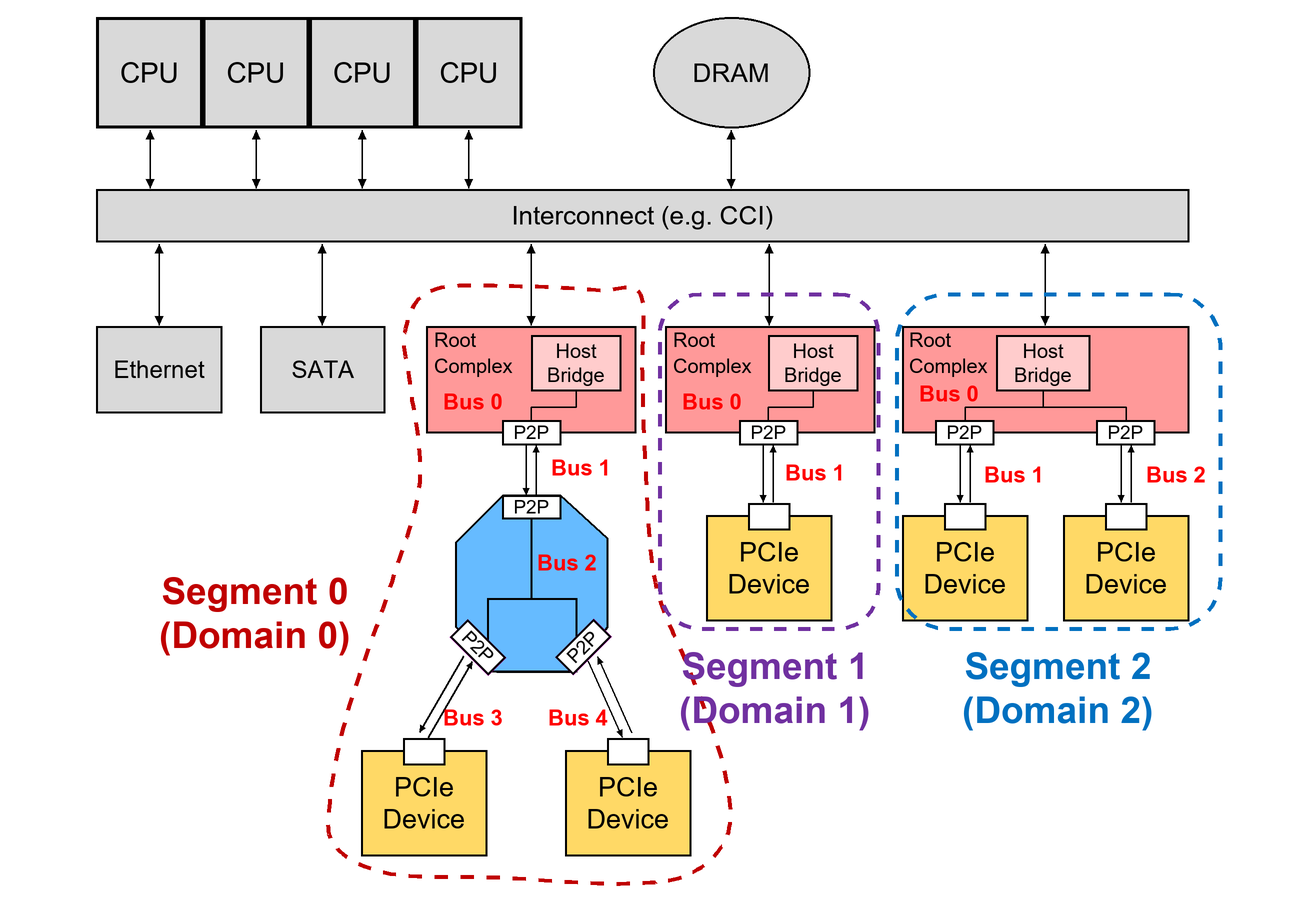 CPU
CPU
CPU
CPU
DRAM
Interconnect (e.g. CCI)
Ethernet
SATA
Root
Complex
Host
Bridge
Bus 0
P2P
Bus 1
P2P
Bus 2
P2P
P2P
Bus 3
Bus 4
PCIe
Device
PCIe
Device
Segment 0
(Domain 0)
Root
Complex
Host
Bridge
Bus 0
P2P
Bus 1
PCIe
Device
Segment 1
(Domain 1)
Root
Complex
Host
Bridge
Bus 0
P2P
P2P
Bus 1
Bus 2
PCIe
Device
PCIe
Device
Segment 2
(Domain 2)